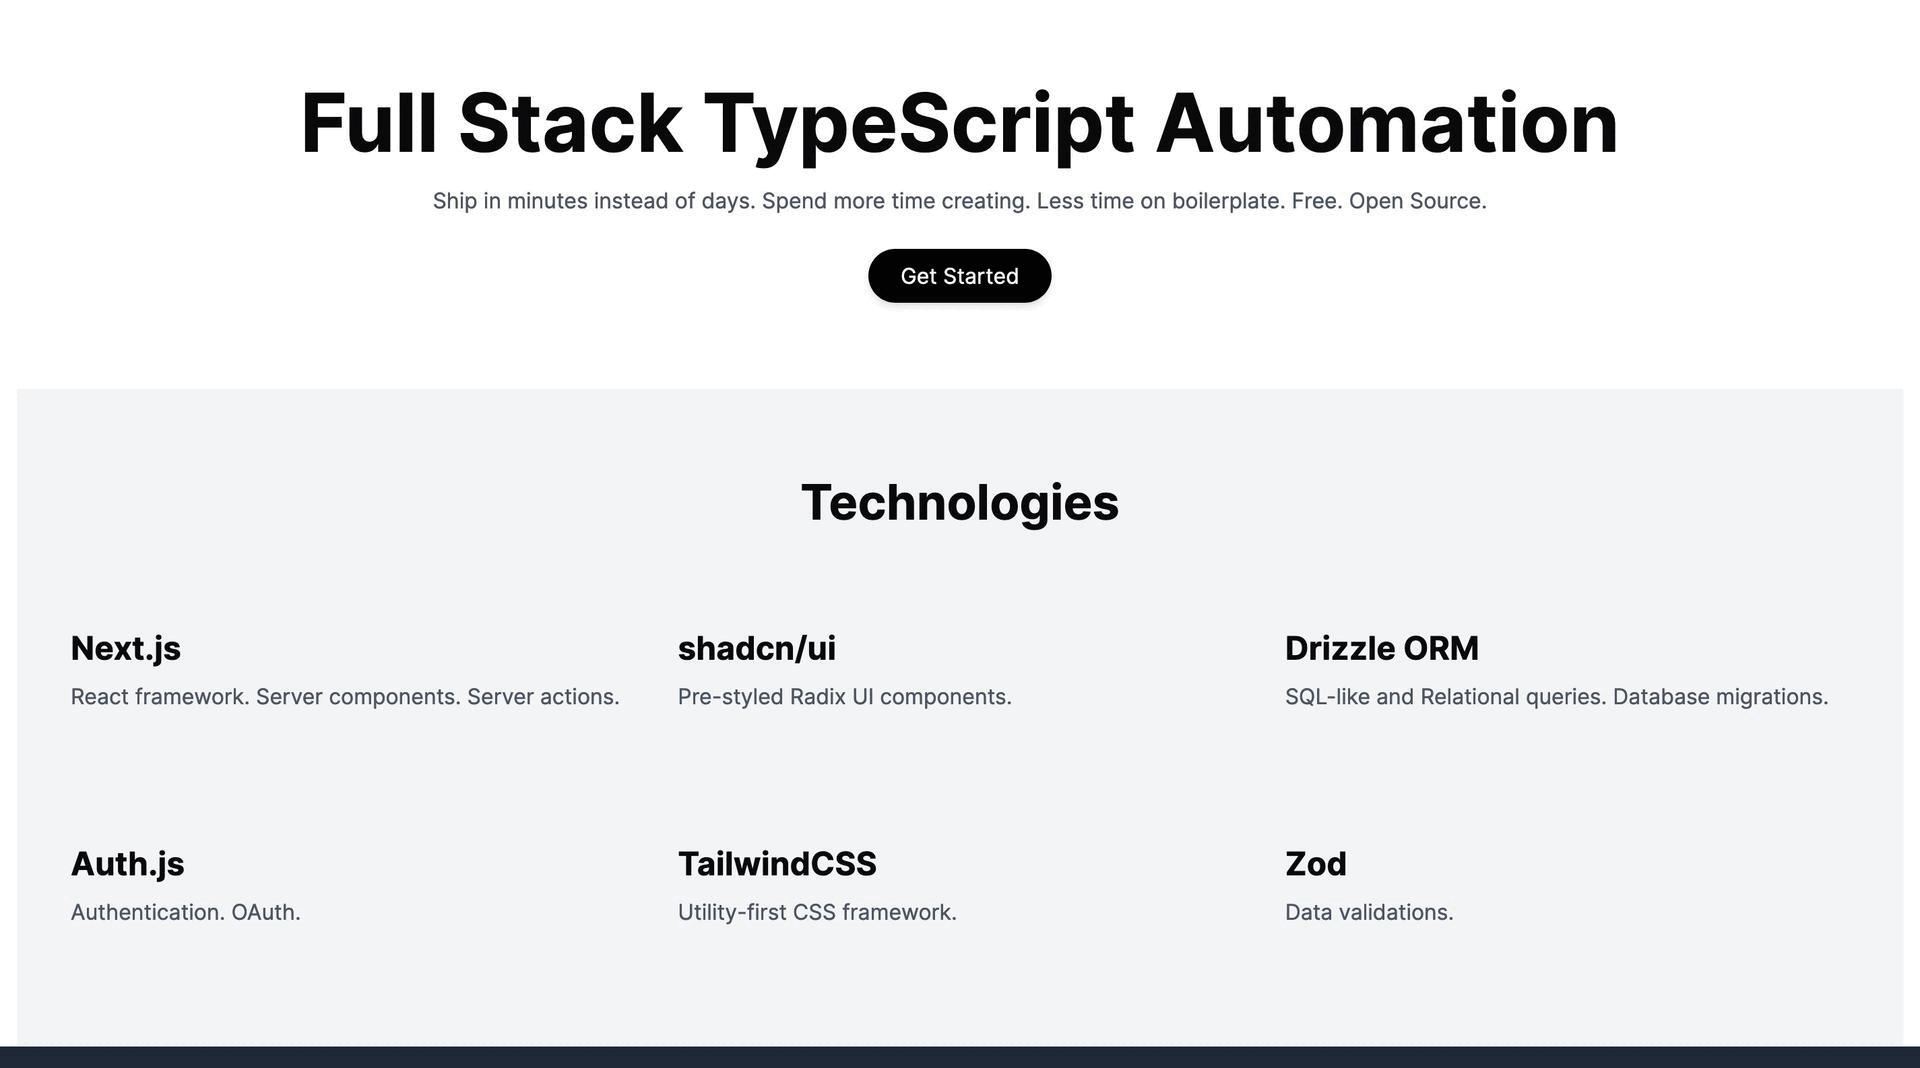 Full Stack TypeScript Automation
Ship in minutes instead of days. Spend more time creating. Less time on boilerplate. Free. Open Source.
Get Started
Technologies
Next.js
React framework. Server components. Server actions.
shadcn/ui
Pre-styled Radix UI components.
Drizzle ORM
SQL-like and Relational queries. Database migrations.
Auth.js
Authentication. OAuth.
TailwindCSS
Utility-first CSS framework.
Zod
Data validations.